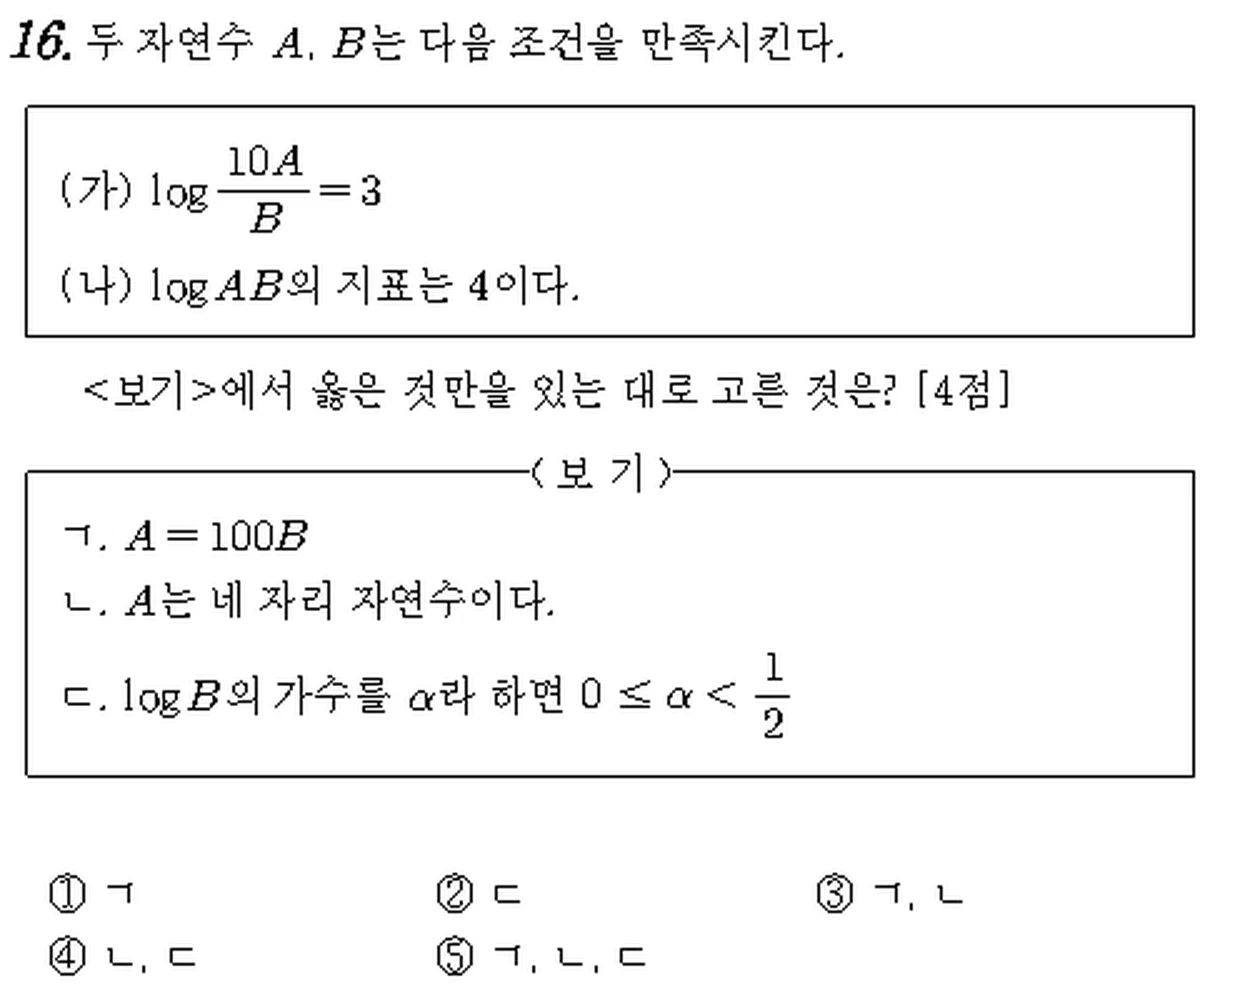 16. 두 자연수 A, B는 다음 조건을 만족시킨다.
(가) log 10A/B = 3
(나) log AB의 지표는 4이다.
<보기>에서 옳은 것만을 있는 대로 고른 것은? [4점]
〈 보 기 〉
ㄱ. A = 100B
ㄴ. A는 네 자리 자연수이다.
ㄷ. log B의 가수를 α라 하면 0 ≤ α < 1/2
① ㄱ ② ㄷ ③ ㄱ, ㄴ
④ ㄴ, ㄷ ⑤ ㄱ, ㄴ, ㄷ